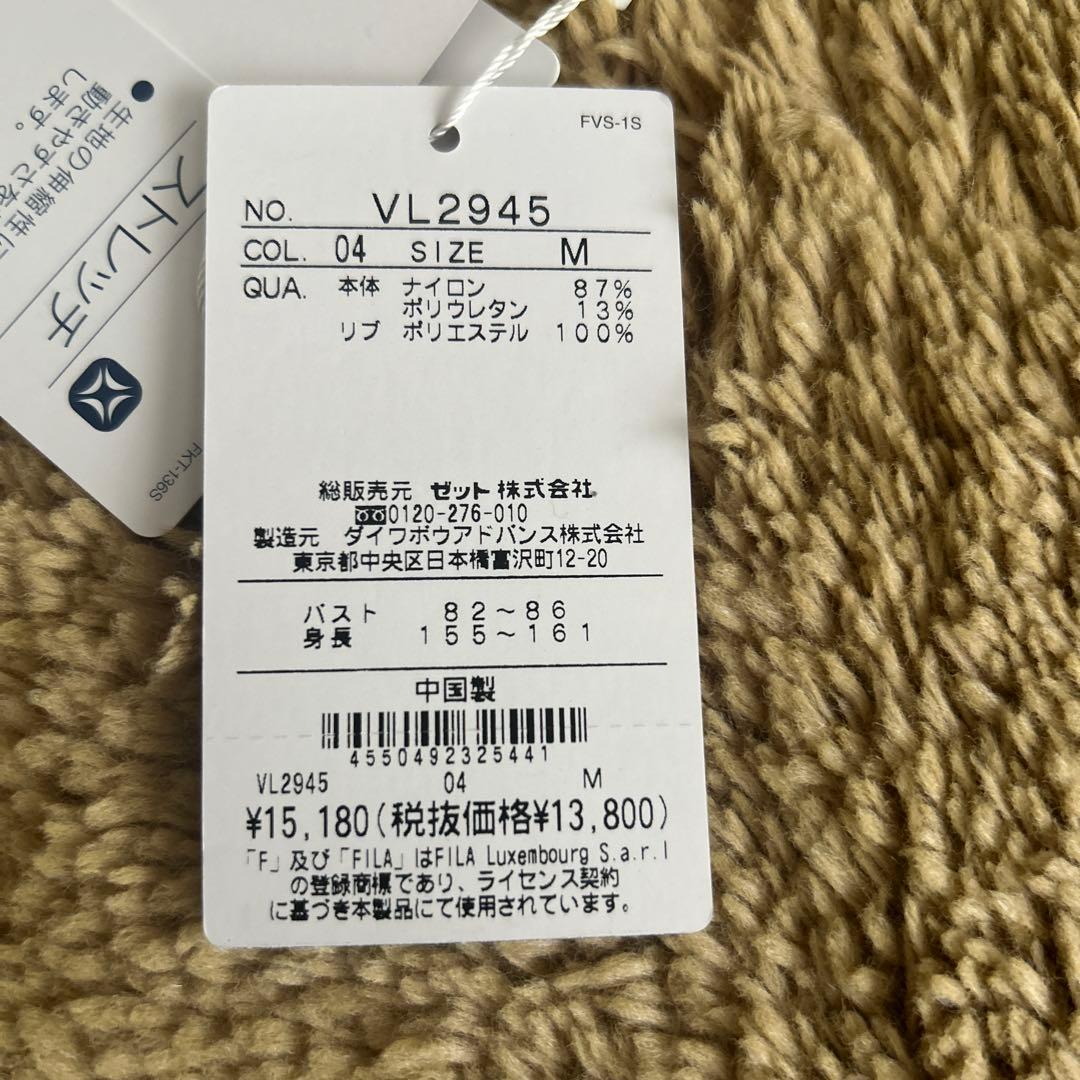 FVS-1S
NO. VL2945
COL. 04 SIZE M
QUA. 本体 ナイロン 87%
ポリウレタン 13%
リブ ポリエステル 100%
総販売元 ゼット株式会社
0120-276-010
製造元 ダイワボウアドバンス株式会社
東京都中央区日本橋富沢町12-20
バスト 82~86
身長 155~161
中国製
4550492325441
VL2945 04 M
¥15,180(税抜価格¥13,800)
「F」及び「FILA」はFILA Luxembourg S.a.r.l
の登録商標であり、ライセンス契約
に基づき本製品にて使用されています。
ストレッチ
●生地の伸縮性に
動きやすさな
します。
FKT-136S